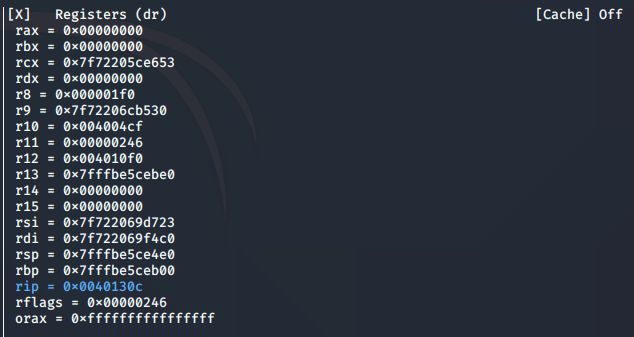 [X] Registers (dr) [Cache] Off
rax = 0×00000000
rbx = 0×00000000
rcx = 0×7f72205ce653
rdx = 0×00000000
r8 = 0×000001f0
r9 = 0×7f72206cb530
r10 = 0×004004cf
r11 = 0×00000246
r12 = 0×004010f0
r13 = 0×7fffbe5cebe0
r14 = 0×00000000
r15 = 0×00000000
rsi = 0×7f722069d723
rdi = 0×7f722069f4c0
rsp = 0×7fffbe5ce4e0
rbp = 0×7fffbe5ceb00
rip = 0×0040130c
rflags = 0×00000246
orax = 0×ffffffffffffffff